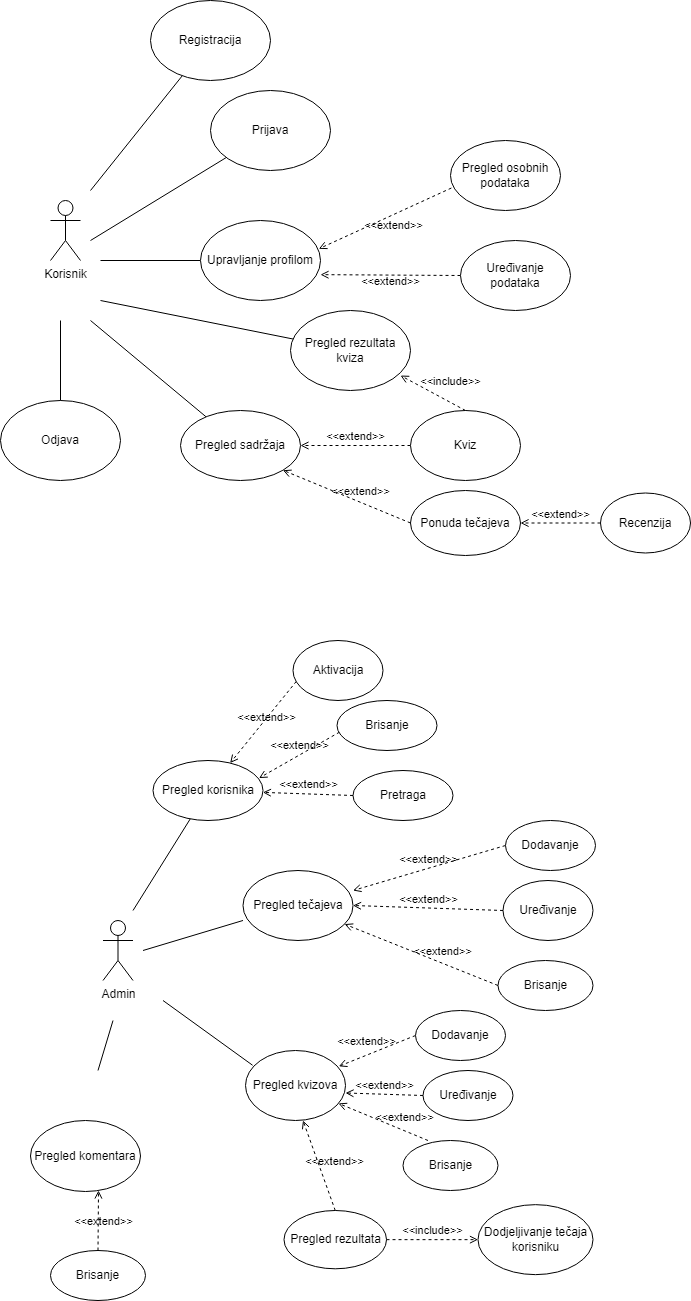 Registracija
Prijava
Pregled osobnih
podataka
<<extend>>
Korisnik
Upravljanje profilom
Uređivanje
podataka
<<extend>>
Pregled rezultata
kviza
<<include>>
Odjava
Pregled sadržaja
<<extend>>
Kviz
<<extend>>
Ponuda tečajeva
<<extend>>
Recenzija
Aktivacija
<<extend>>
Brisanje
<<extend>>
Pregled korisnika
<<extend>>
Pretraga
Dodavanje
<<extend>>
Pregled tečajeva
<<extend>>
Uređivanje
<<extend>>
Brisanje
Admin
Dodavanje
<<extend>>
Pregled kvizova
<<extend>>
Uređivanje
<<extend>>
Brisanje
Pregled komentara
<<extend>>
<<extend>>
Brisanje
Pregled rezultata
<<include>>
Dodjeljivanje tečaja
korisniku